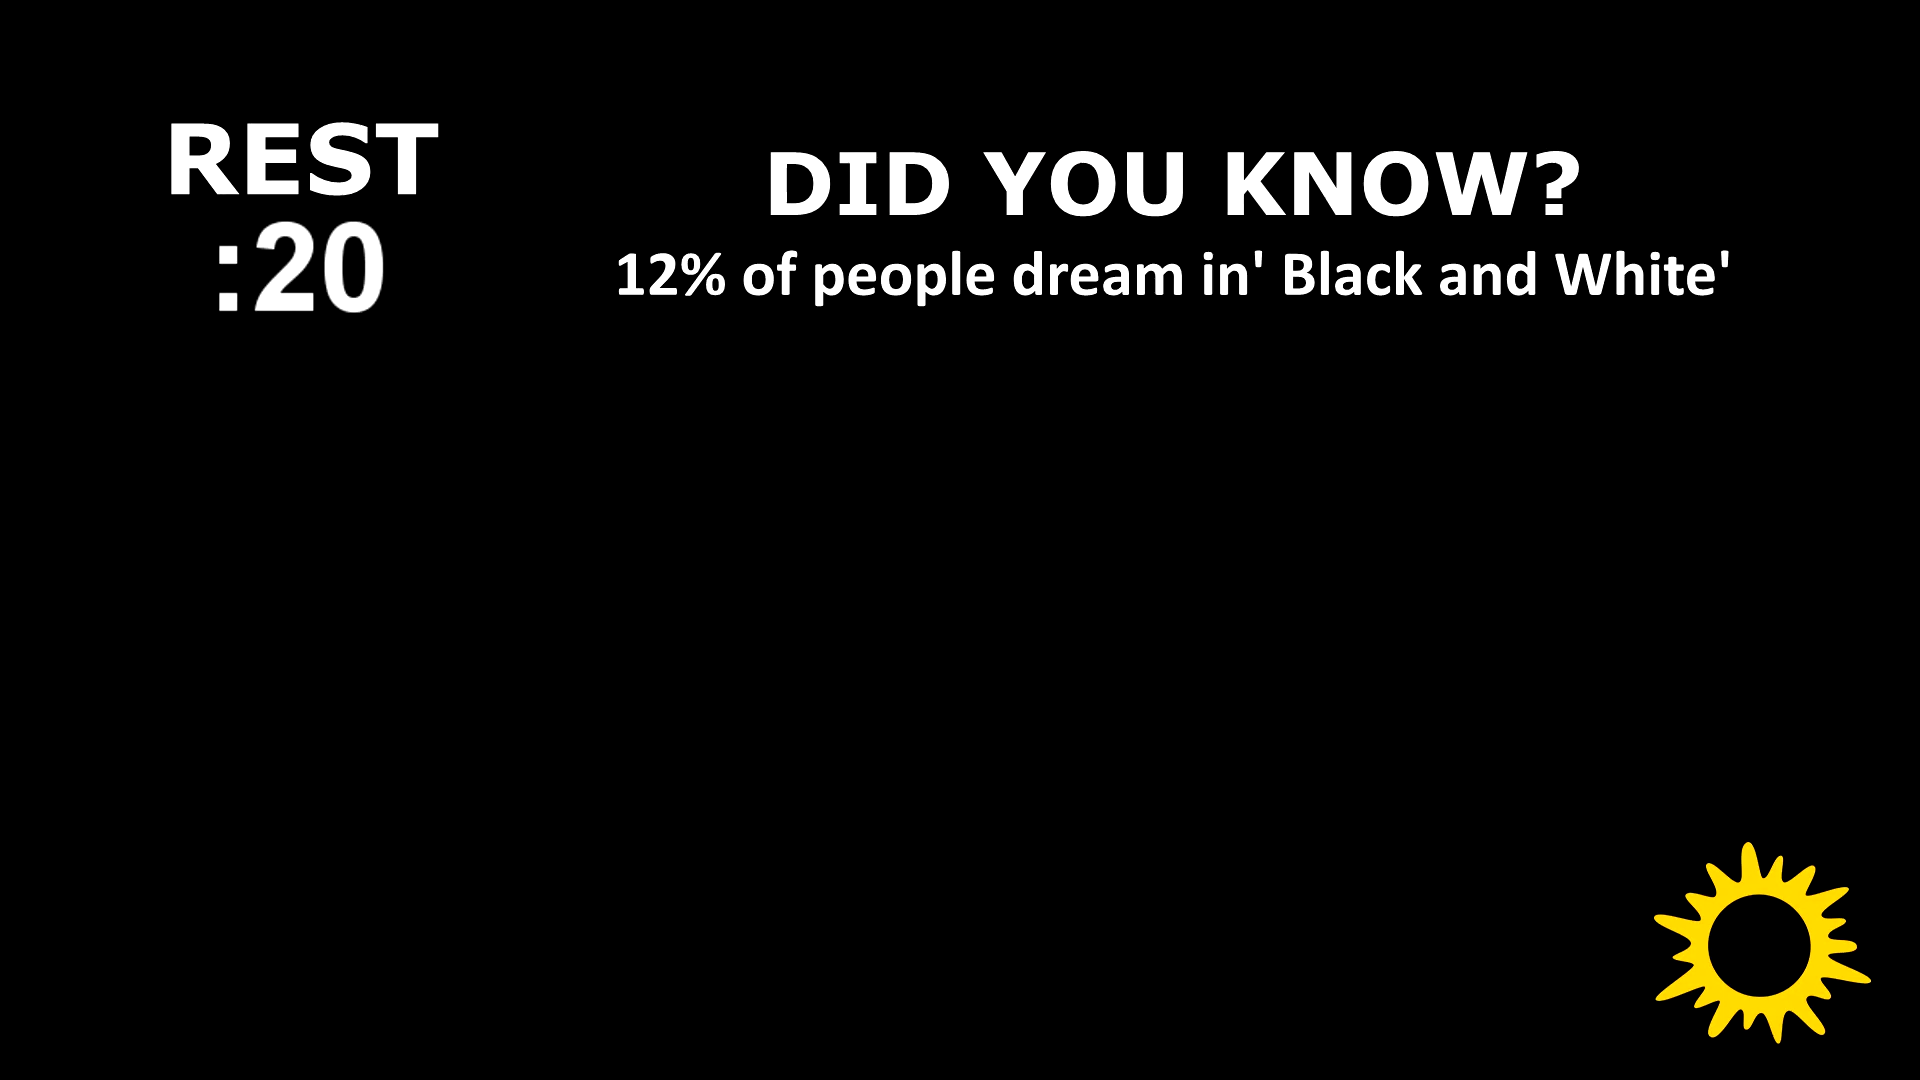 REST
:20
DID YOU KNOW?
12% of people dream in' Black and White'